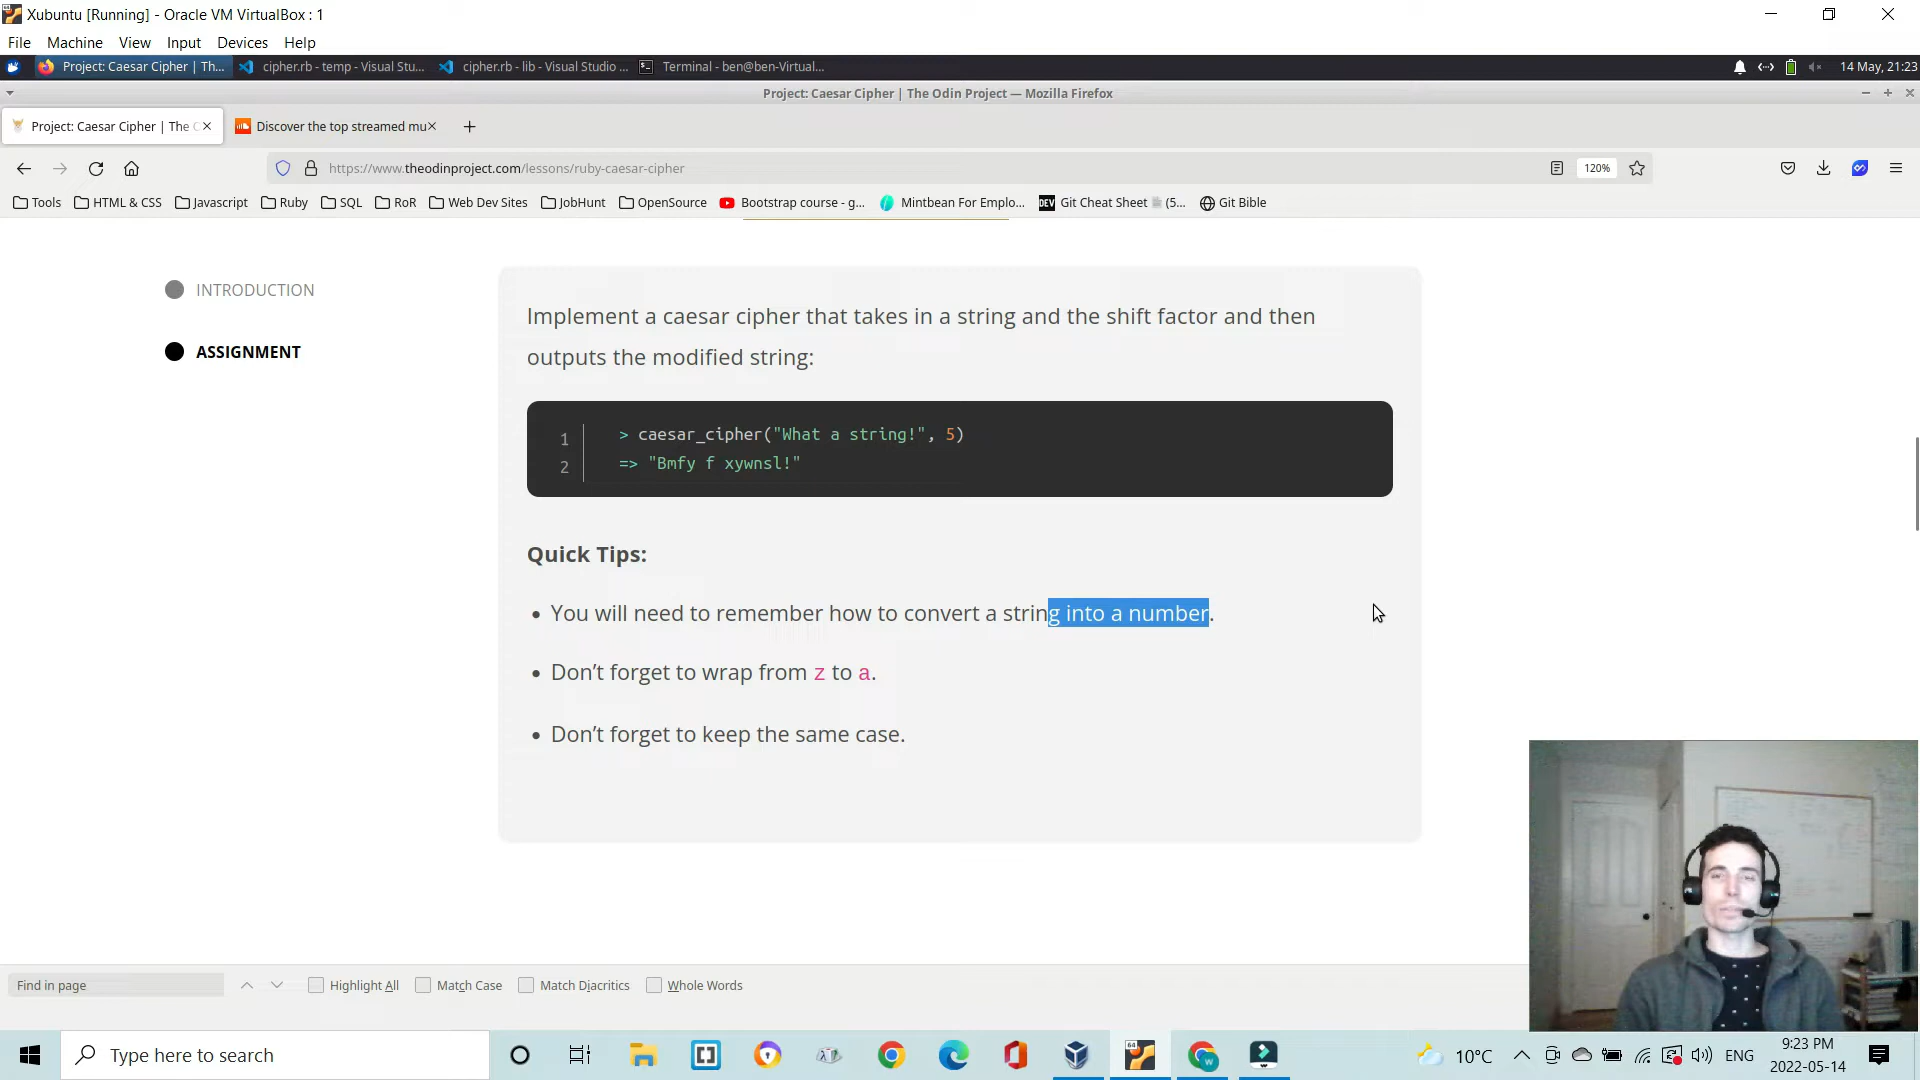 Xubuntu [Running] - Oracle VM VirtualBox : 1
File Machine View Input Devices Help
Project: Caesar Cipher | Th... cipher.rb - temp - Visual Stu... cipher.rb - lib - Visual Studio ... Terminal - ben@ben-Virtual... 14 May, 21:23
Project: Caesar Cipher | The Odin Project — Mozilla Firefox
Project: Caesar Cipher | The Discover the top streamed mu
https://www.theodinproject.com/lessons/ruby-caesar-cipher 120%
Tools HTML & CSS Javascript Ruby SQL RoR Web Dev Sites JobHunt OpenSource Bootstrap course - g... Mintbean For Emplo... DEV Git Cheat Sheet (5... Git Bible
INTRODUCTION
ASSIGNMENT
Implement a caesar cipher that takes in a string and the shift factor and then
outputs the modified string:
1 > caesar_cipher("What a string!", 5)
2 => "Bmfy f xywnsl!"
Quick Tips:
• You will need to remember how to convert a string into a number.
• Don’t forget to wrap from z to a.
• Don’t forget to keep the same case.
Find in page Highlight All Match Case Match Diacritics Whole Words
Type here to search
64
10°C
ENG
9:23 PM
2022-05-14